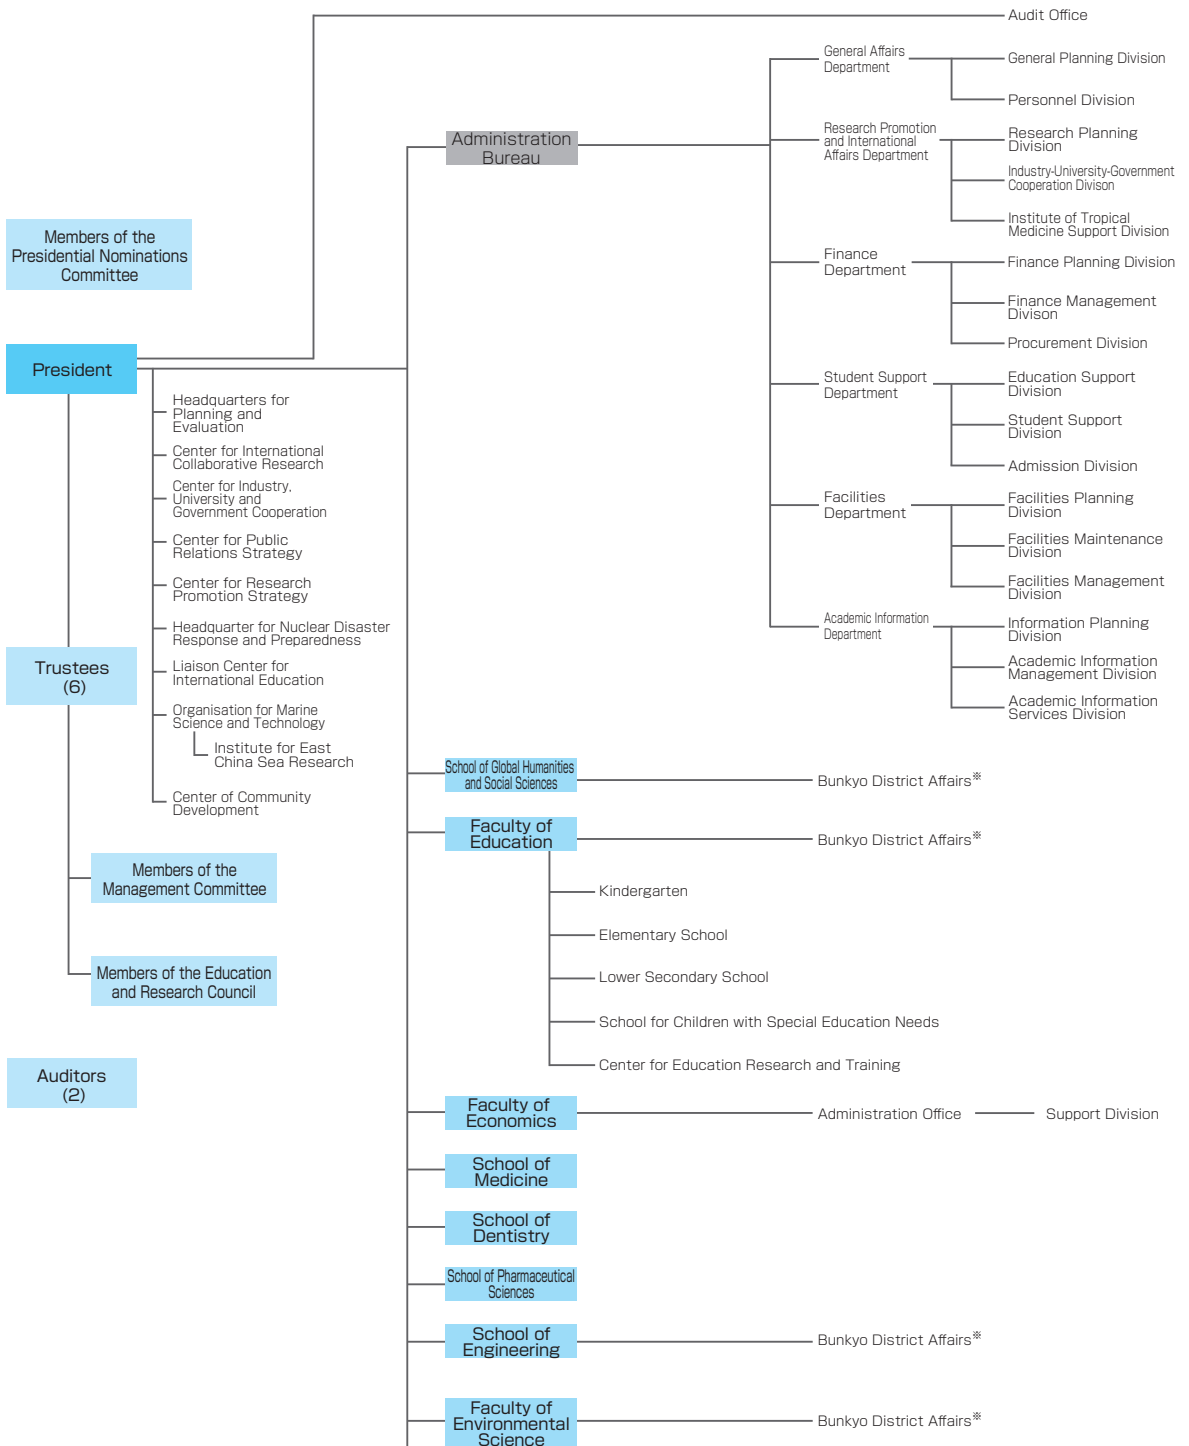 Audit Office
General Affairs
Department
General Planning Division
Personnel Division
Administration
Bureau
Research Promotion
and International
Affairs Department
Research Planning
Division
Industry-University-Government
Cooperation Divison
Institute of Tropical
Medicine Support Division
Members of the
Presidential Nominations
Committee
Finance
Department
Finance Planning Division
Finance Management
Divison
Procurement Division
President
Student Support
Department
Education Support
Division
Student Support
Division
Admission Division
Headquarters for
Planning and
Evaluation
Center for International
Collaborative Research
Center for Industry,
University and
Government Cooperation
Center for Public
Relations Strategy
Center for Research
Promotion Strategy
Headquarter for Nuclear Disaster
Response and Preparedness
Liaison Center for
International Education
Organisation for Marine
Science and Technology
Institute for East
China Sea Research
Center of Community
Development
Facilities
Department
Facilities Planning
Division
Facilities Maintenance
Division
Facilities Management
Division
Academic Information
Department
Information Planning
Division
Academic Information
Management Division
Academic Information
Services Division
Trustees
(6)
School of Global Humanities
and Social Sciences
Bunkyo District Affairs※
Faculty of
Education
Bunkyo District Affairs※
Kindergarten
Elementary School
Lower Secondary School
School for Children with Special Education Needs
Center for Education Research and Training
Members of the
Management Committee
Members of the Education
and Research Council
Auditors
(2)
Faculty of
Economics
Administration Office
Support Division
School of
Medicine
School of
Dentistry
School of Pharmaceutical
Sciences
School of
Engineering
Bunkyo District Affairs※
Faculty of
Environmental
Science
Bunkyo District Affairs※